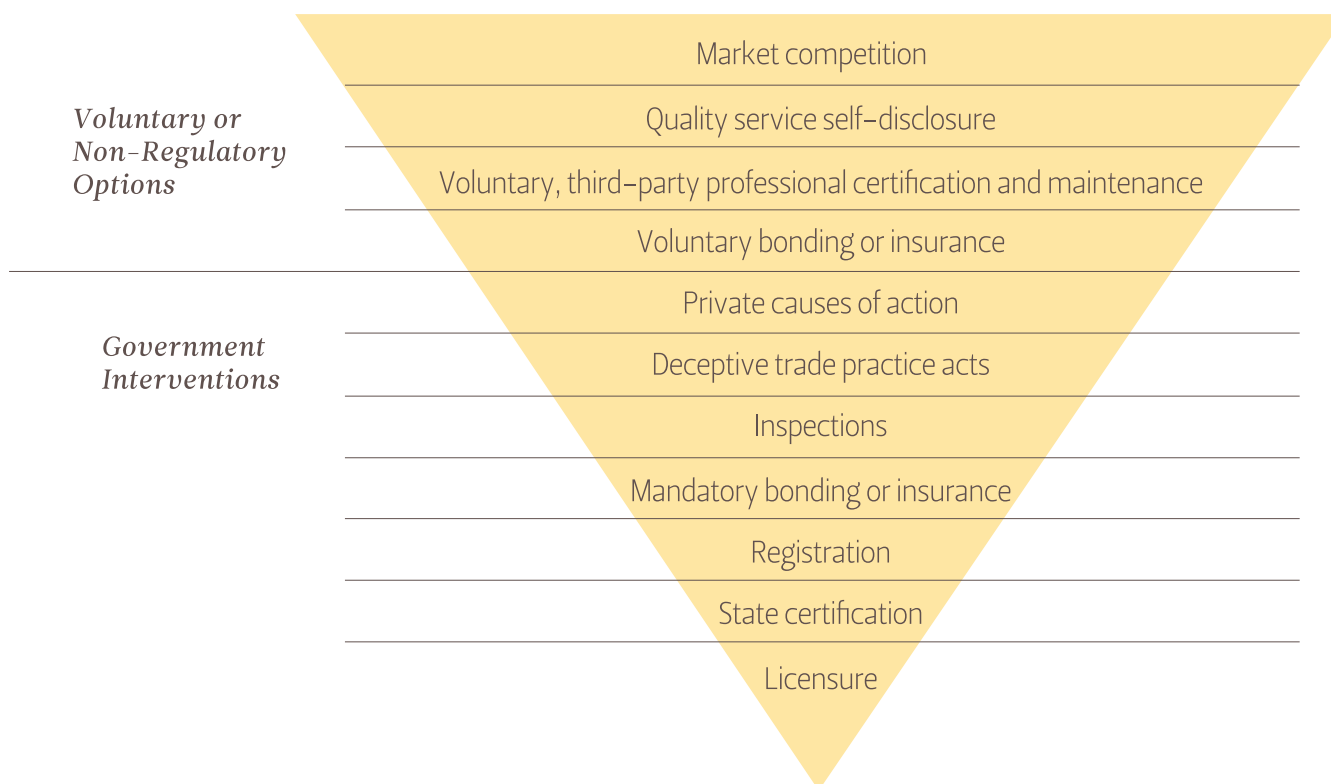 Market competition
Voluntary or
Non-Regulatory
Options
Quality service self-disclosure
Voluntary, third-party professional certification and maintenance
Voluntary bonding or insurance
Government
Interventions
Private causes of action
Deceptive trade practice acts
Inspections
Mandatory bonding or insurance
Registration
State certification
Licensure